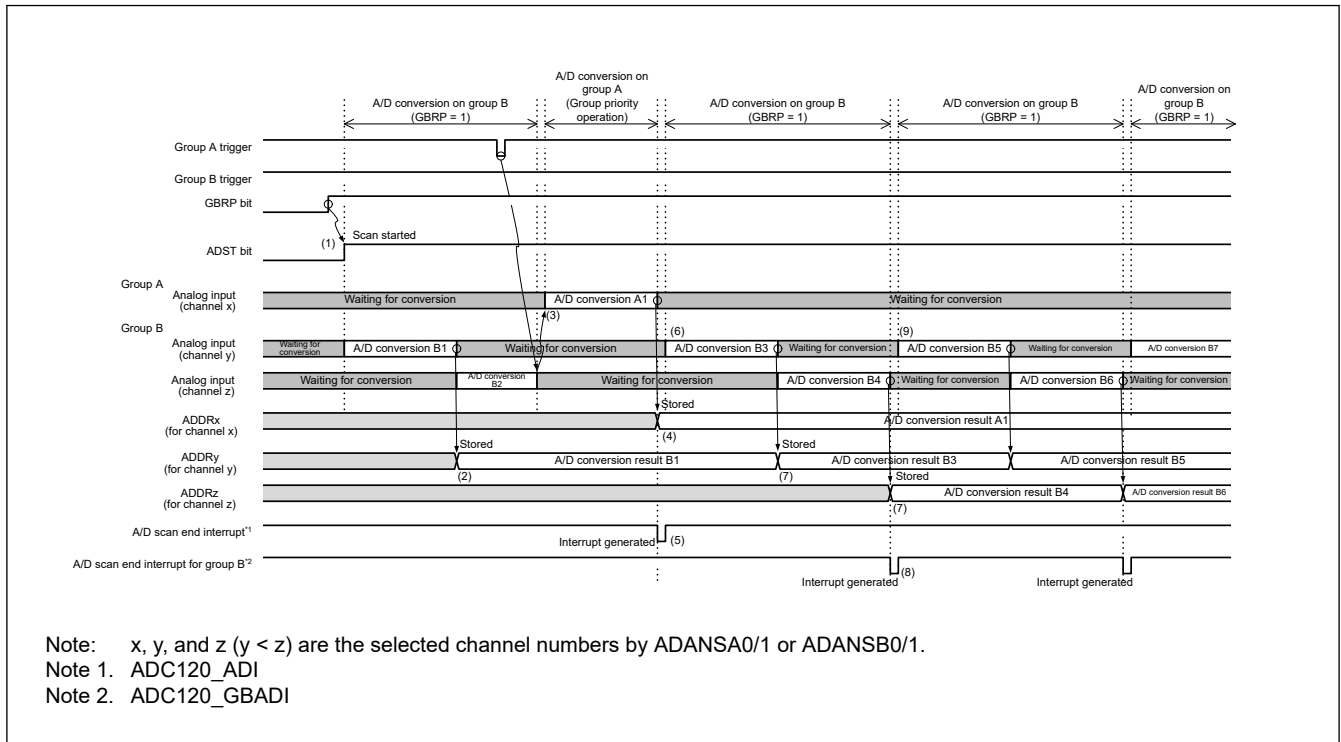 A/D conversion on group B
(GBRP = 1)
A/D conversion on
group A
(Group priority
operation)
A/D conversion on group B
(GBRP = 1)
A/D conversion on group B
(GBRP = 1)
A/D conversion on
group B
(GBRP = 1)
Group A trigger
Group B trigger
GBRP bit
(1)
Scan started
ADST bit
Group A
Analog input
(channel x)
Waiting for conversion
A/D conversion A1
Waiting for conversion
(3)
Group B
(6)
(9)
Analog input
(channel y)
Waiting for
conversion
A/D conversion B1
Waiting for conversion
A/D conversion B3
Waiting for conversion
A/D conversion B5
Waiting for conversion
A/D conversion B7
Analog input
(channel z)
Waiting for conversion
A/D conversion
B2
Waiting for conversion
A/D conversion B4
Waiting for conversion
A/D conversion B6
Waiting for conversion
Stored
ADDRx
(for channel x)
A/D conversion result A1
(4)
Stored
Stored
ADDRy
(for channel y)
A/D conversion result B1
A/D conversion result B3
A/D conversion result B5
(2)
(7)
Stored
ADDRz
(for channel z)
A/D conversion result B4
A/D conversion result B6
(7)
A/D scan end interrupt*1
Interrupt generated
(5)
A/D scan end interrupt for group B*2
Interrupt generated
(8)
Interrupt generated
Note: x, y, and z (y < z) are the selected channel numbers by ADANSA0/1 or ADANSB0/1.
Note 1. ADC120_ADI
Note 2. ADC120_GBADI